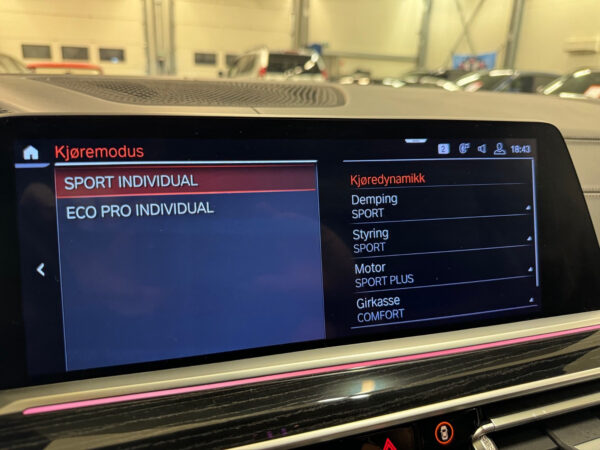 Kjøremodus
2
18:43
SPORT INDIVIDUAL
ECO PRO INDIVIDUAL
Kjøredynamikk
Demping
SPORT
Styring
SPORT
Motor
SPORT PLUS
Girkasse
COMFORT